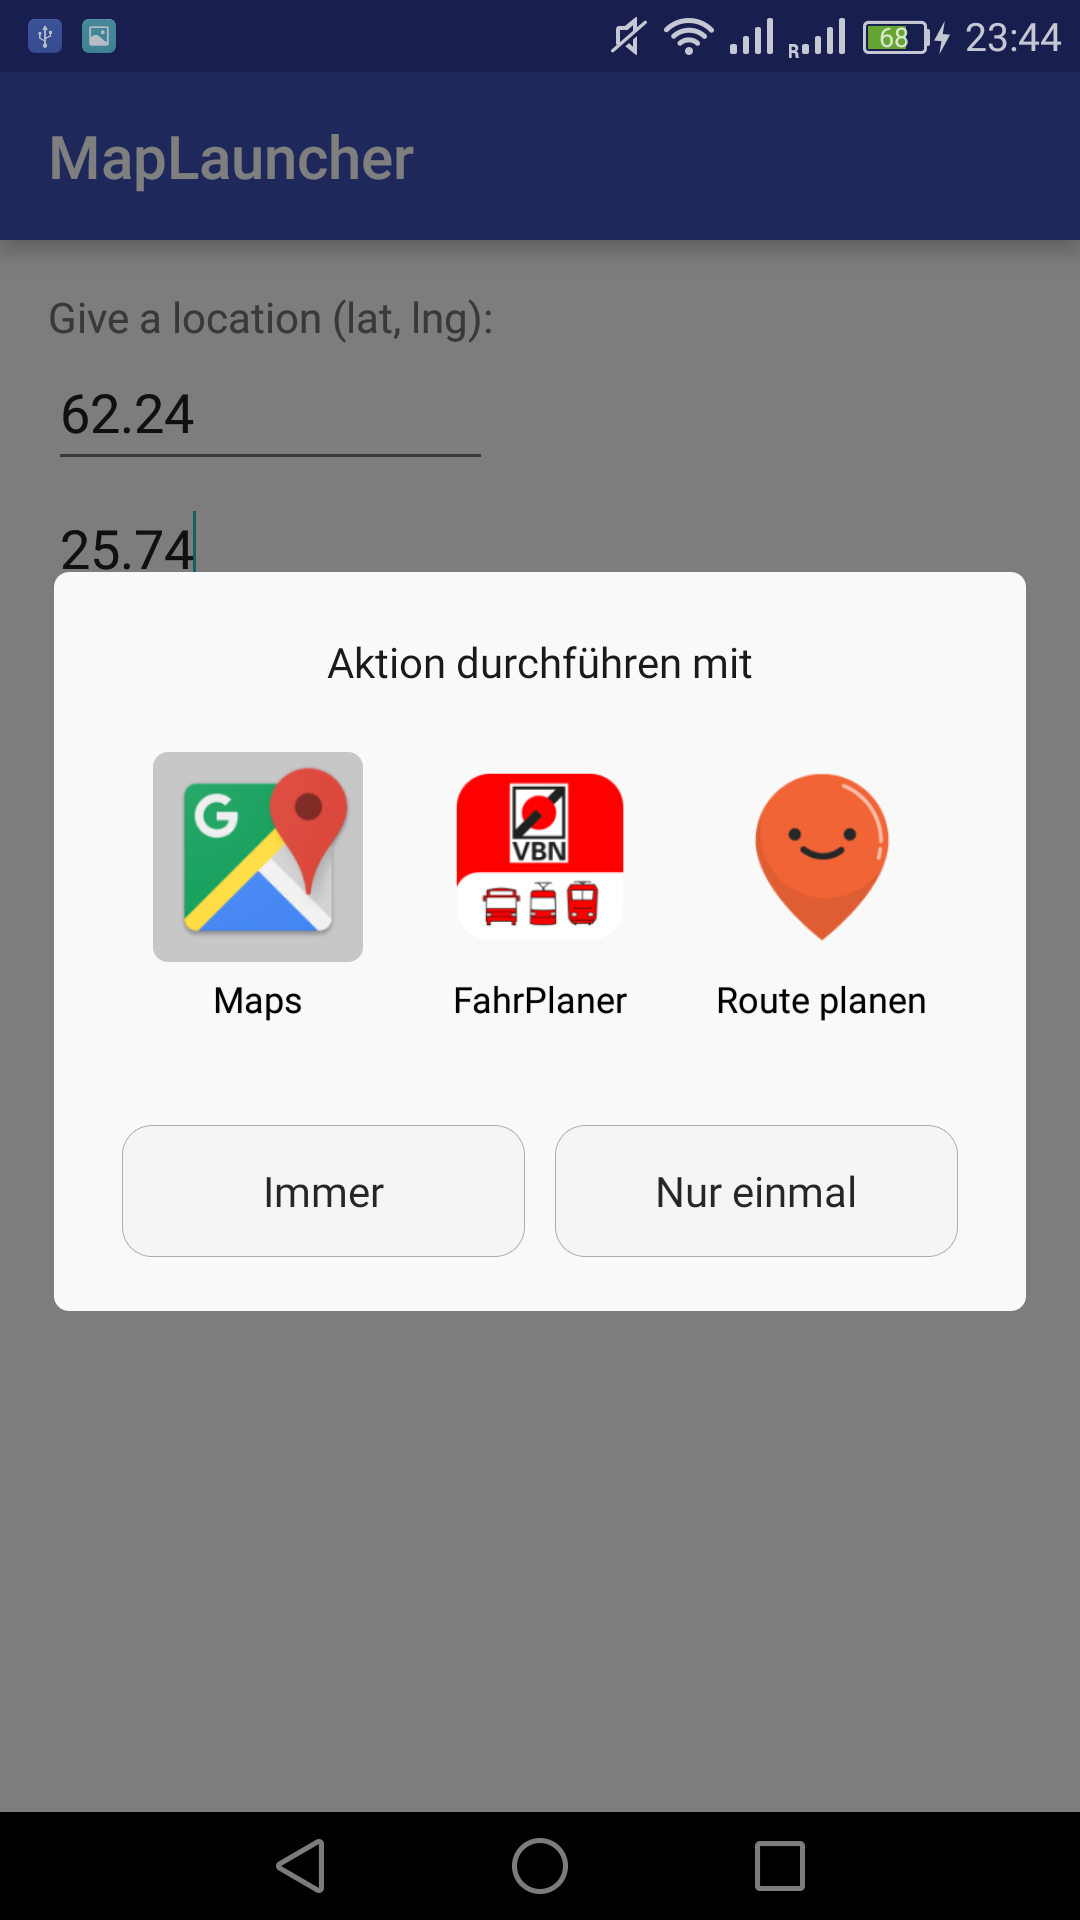 R 68 23:44
MapLauncher
Give a location (lat, lng):
62.24
25.74
Aktion durchführen mit
G VBN
Maps FahrPlaner Route planen
Immer Nur einmal